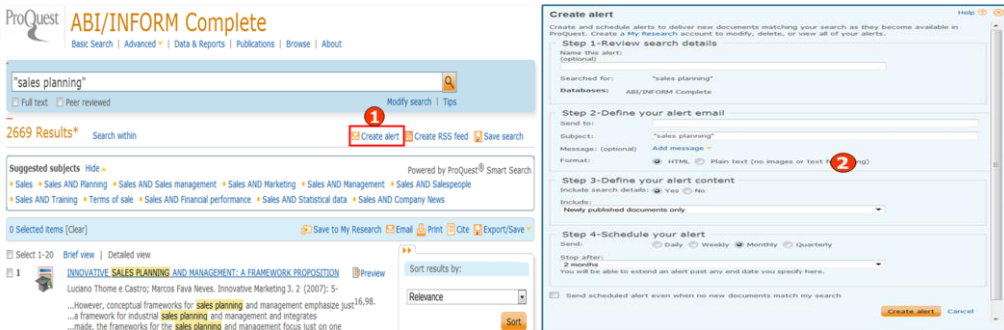 ProQuest ABI/INFORM Complete
Basic Search | Advanced | Data & Reports | Publications | Browse | About
"sales planning"
Full text Peer reviewed
Modify search | Tips
1
2669 Results* Search within
Create alert Create RSS feed Save search
Suggested subjects Hide
Powered by ProQuest® Smart Search
Sales Sales AND Planning Sales AND Sales management Sales AND Marketing Sales AND Management Sales AND Salespeople
Sales AND Training Terms of sale Sales AND Financial performance Sales AND Statistical data Sales AND Company News
0 Selected items [Clear]
Save to My Research Email Print Cite Export/Save
Select 1-20 Brief view | Detailed view
1 INNOVATIVE SALES PLANNING AND MANAGEMENT: A FRAMEWORK PROPOSITION Preview
Luciano Thome e Castro; Marcos Fava Neves. Innovative Marketing 3. 2 (2007): 5-16,98.
...However, conceptual frameworks for sales planning and management emphasize just
...a framework for industrial sales planning and management and integrates
...made, the frameworks for the sales planning and management focus just on one
Sort results by:
Relevance
Sort
Create alert
Help
Create and schedule alerts to deliver new documents matching your search as they become available in
ProQuest. Create a My Research account to modify, delete, or view all of your alerts.
Step 1-Review search details
Name this alert:
(optional)
Searched for: "sales planning"
Databases: ABI/INFORM Complete
Step 2-Define your alert email
Send to:
Subject: "sales planning"
Message: (optional) Add message
Format: HTML Plain text (no images or text
2
Step 3-Define your alert content
Include search details: Yes No
Include:
Newly published documents only
Step 4-Schedule your alert
Send: Daily Weekly Monthly Quarterly
Stop after:
2 months
You will be able to extend an alert past any end date you specify here.
Send scheduled alert even when no new documents match my search
Create alert Cancel